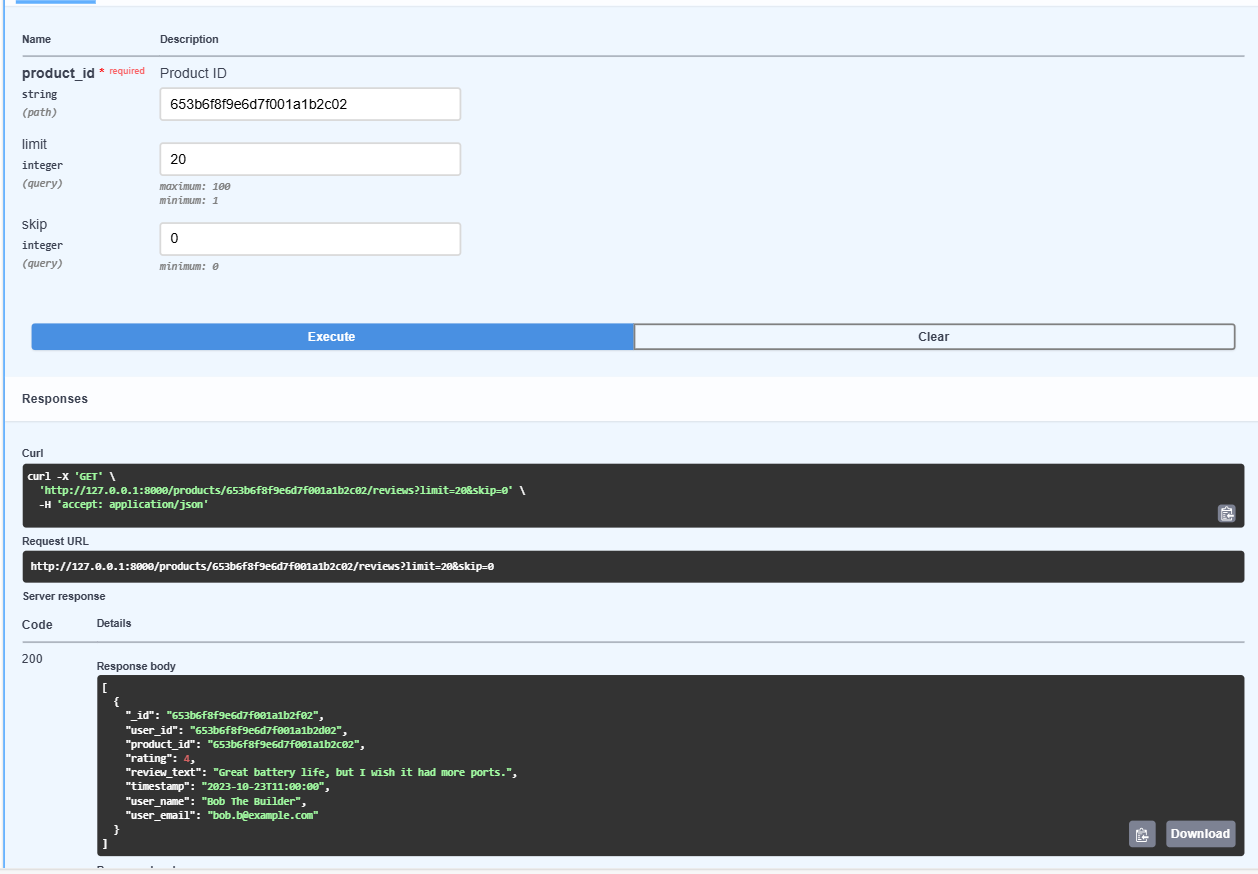 Name Description
product_id * required Product ID
string
(path)
653b6f8f9e6d7f001a1b2c02
limit
integer
(query)
20
maximum: 100
minimum: 1
skip
integer
(query)
0
minimum: 0
Execute Clear
Responses
Curl
curl -X 'GET' \
'http://127.0.0.1:8000/products/653b6f8f9e6d7f001a1b2c02/reviews?limit=20&skip=0' \
-H 'accept: application/json'
Request URL
http://127.0.0.1:8000/products/653b6f8f9e6d7f001a1b2c02/reviews?limit=20&skip=0
Server response
Code Details
200
Response body
[
{
"_id": "653b6f8f9e6d7f001a1b2f02",
"user_id": "653b6f8f9e6d7f001a1b2d02",
"product_id": "653b6f8f9e6d7f001a1b2c02",
"rating": 4,
"review_text": "Great battery life, but I wish it had more ports.",
"timestamp": "2023-10-23T11:00:00",
"user_name": "Bob The Builder",
"user_email": "bob.b@example.com"
}
]
Download